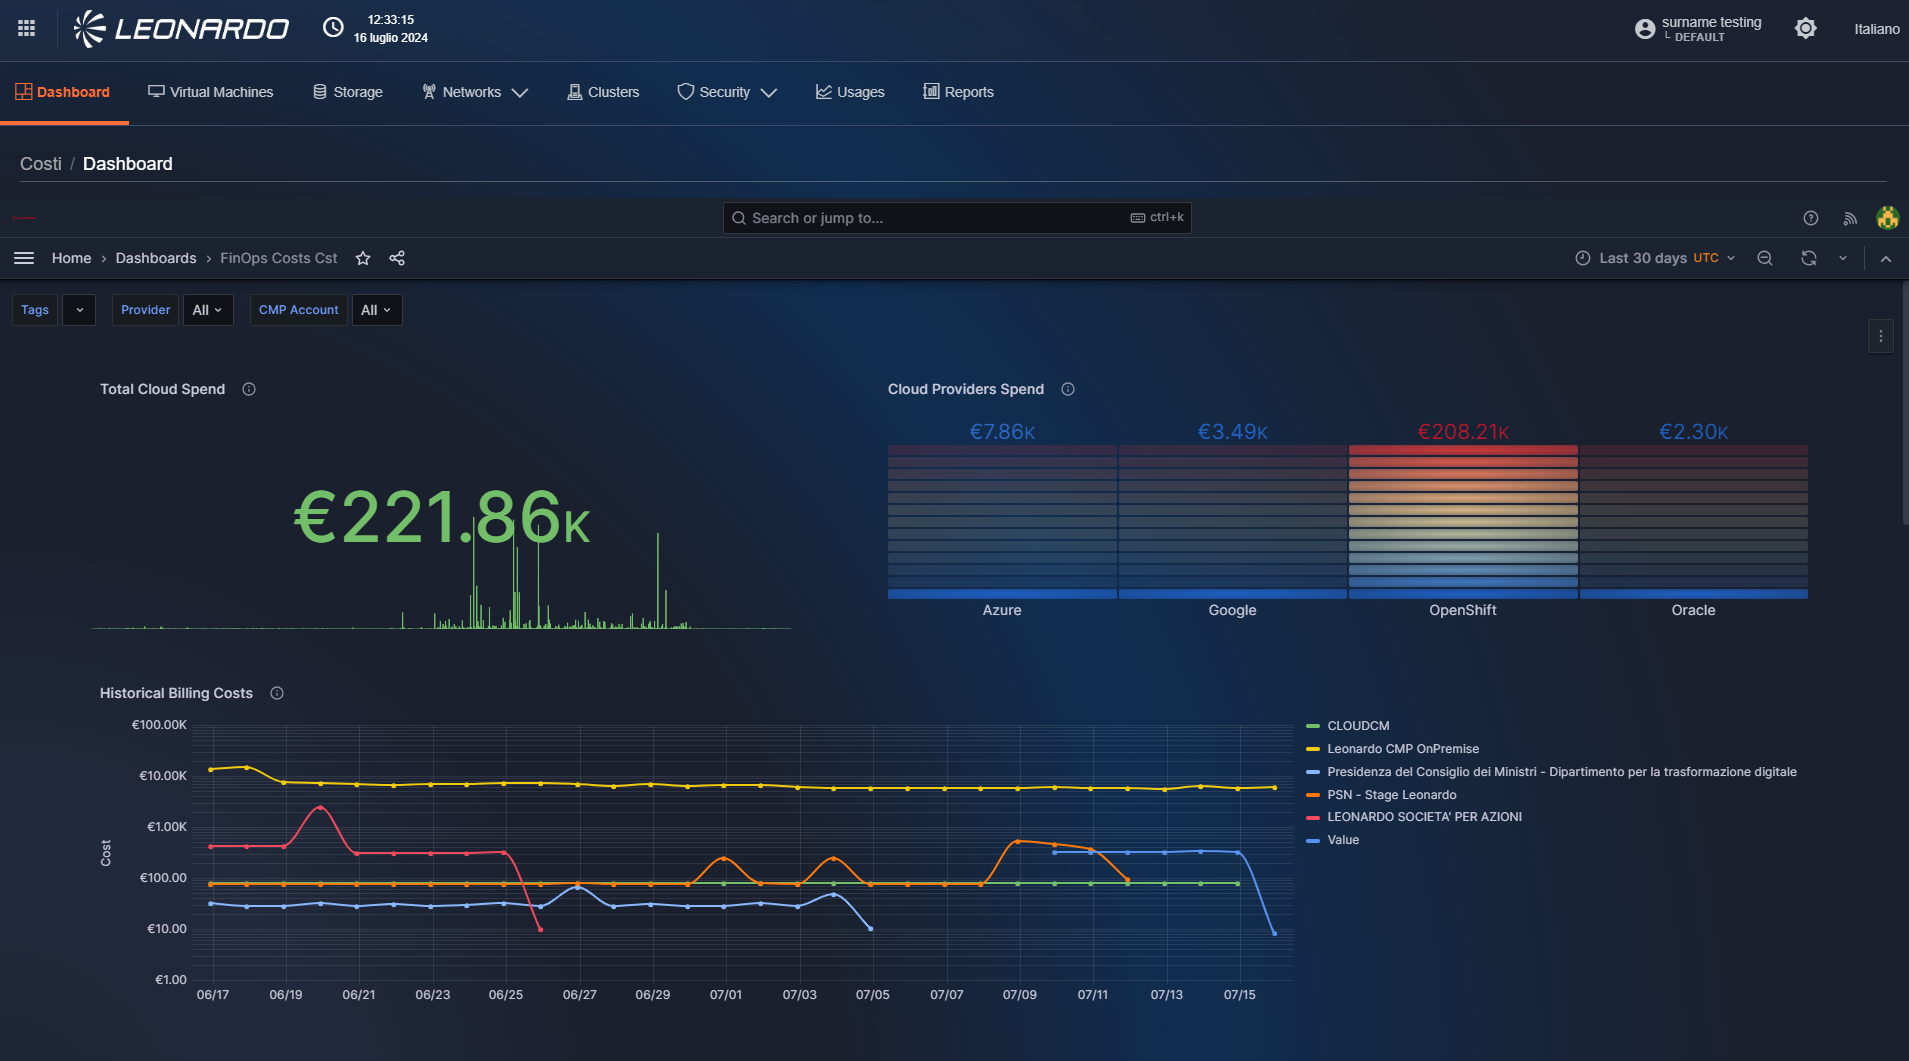 LEONARDO
12:33:15
16 luglio 2024
surname testing
DEFAULT
Italiano
Dashboard
Virtual Machines
Storage
Networks
Clusters
Security
Usages
Reports
Costi / Dashboard
Search or jump to...
ctrl+k
Home › Dashboards › FinOps Costs Cst
Last 30 days UTC
Tags
Provider
All
CMP Account
All
Total Cloud Spend
€221.86K
Cloud Providers Spend
€7.86K
€3.49K
€208.21K
€2.30K
Azure
Google
OpenShift
Oracle
Historical Billing Costs
Cost
€100.00K
€10.00K
€1.00K
€100.00
€10.00
€1.00
06/17
06/19
06/21
06/23
06/25
06/27
06/29
07/01
07/03
07/05
07/07
07/09
07/11
07/13
07/15
CLOUDCM
Leonardo CMP OnPremise
Presidenza del Consiglio dei Ministri - Dipartimento per la trasformazione digitale
PSN - Stage Leonardo
LEONARDO SOCIETA' PER AZIONI
Value